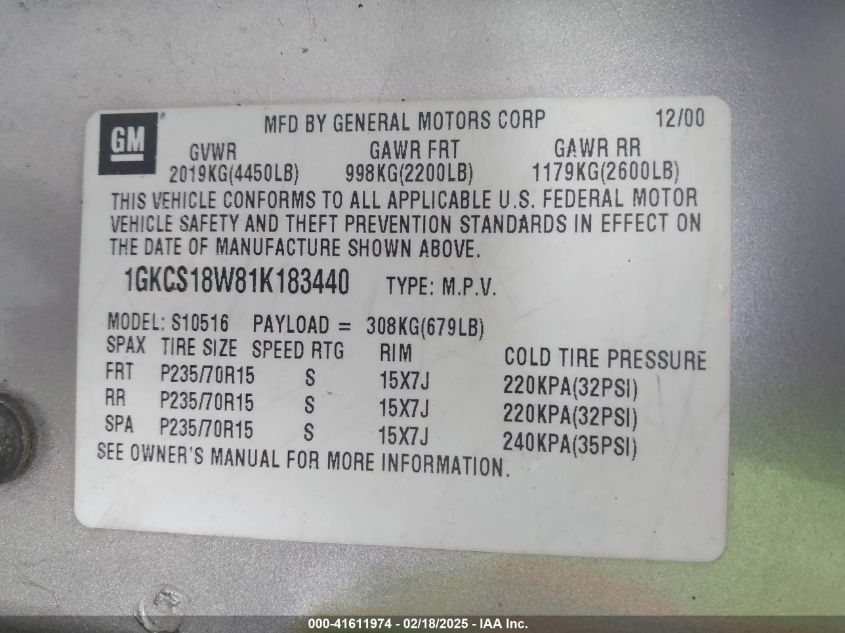 GM ® MFD BY GENERAL MOTORS CORP 12/00
GVWR GAWR FRT GAWR RR
2019KG(4450LB) 998KG(2200LB) 1179KG(2600LB)
THIS VEHICLE CONFORMS TO ALL APPLICABLE U.S. FEDERAL MOTOR
VEHICLE SAFETY AND THEFT PREVENTION STANDARDS IN EFFECT ON
THE DATE OF MANUFACTURE SHOWN ABOVE.
1GKCS18W81K183440 TYPE: M.P.V.
MODEL: S10516 PAYLOAD = 308KG(679LB)
SPAX TIRE SIZE SPEED RTG RIM COLD TIRE PRESSURE
FRT P235/70R15 S 15X7J 220KPA(32PSI)
RR P235/70R15 S 15X7J 220KPA(32PSI)
SPA P235/70R15 S 15X7J 240KPA(35PSI)
SEE OWNER'S MANUAL FOR MORE INFORMATION.
000-41611974 - 02/18/2025 - IAA Inc.